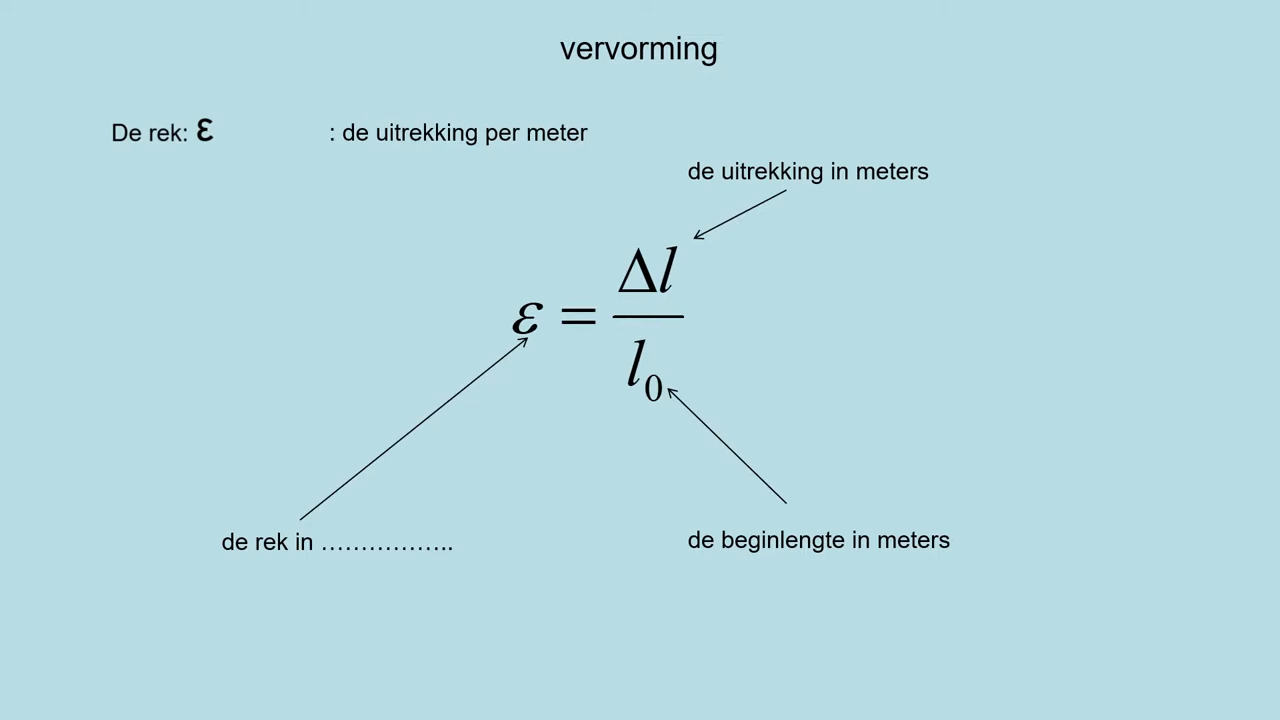 vervorming
De rek: ε : de uitrekking per meter
de uitrekking in meters
ε = Δl / l₀
de rek in ……………..
de beginlengte in meters